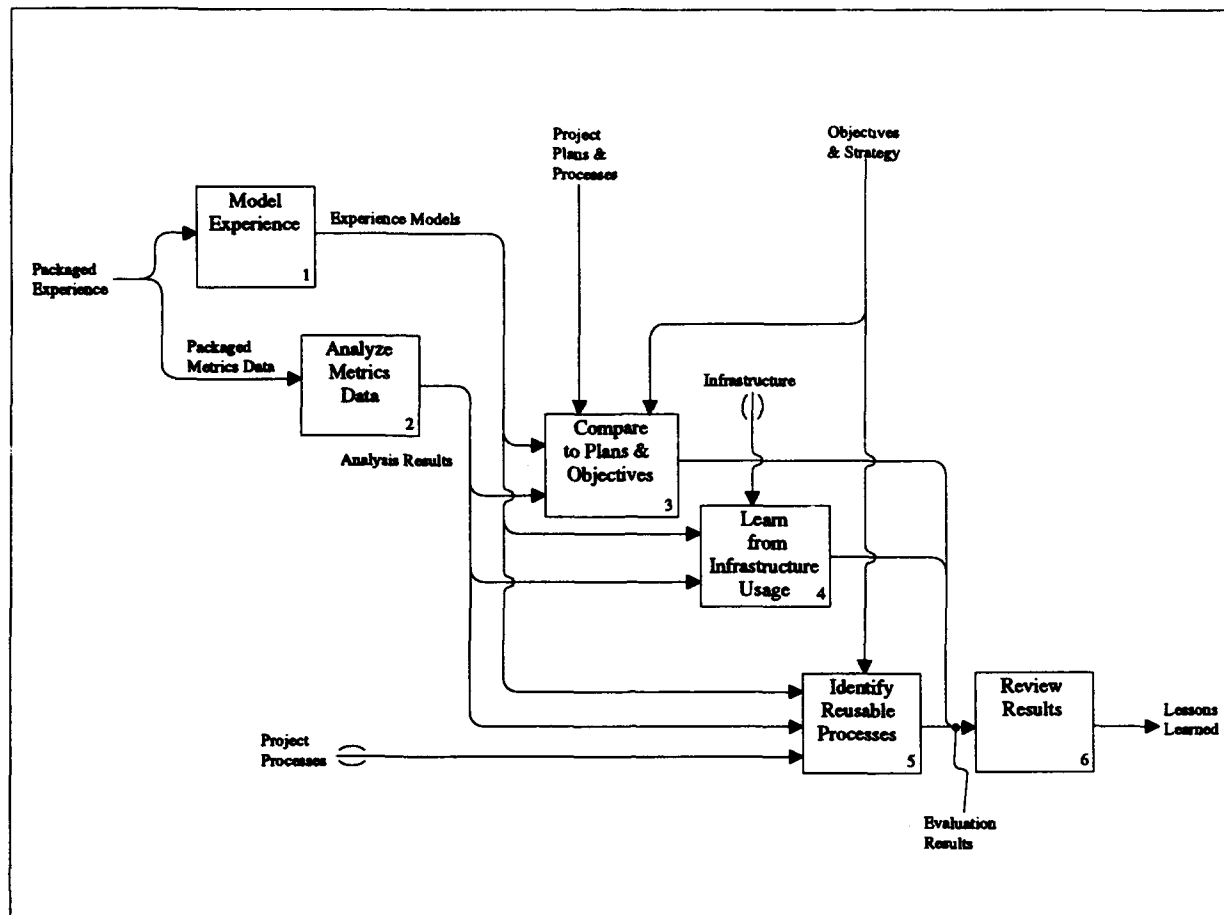 Project
Plans &
Processes
Objectives
& Strategy
Model
Experience
1
Experience Models
Packaged
Experience
Packaged
Metrics Data
Analyze
Metrics
Data
2
Analysis Results
Infrastructure
Compare
to Plans &
Objectives
3
Learn
from
Infrastructure
Usage
4
Identify
Reusable
Processes
5
Review
Results
6
Lessons
Learned
Project
Processes
Evaluation
Results